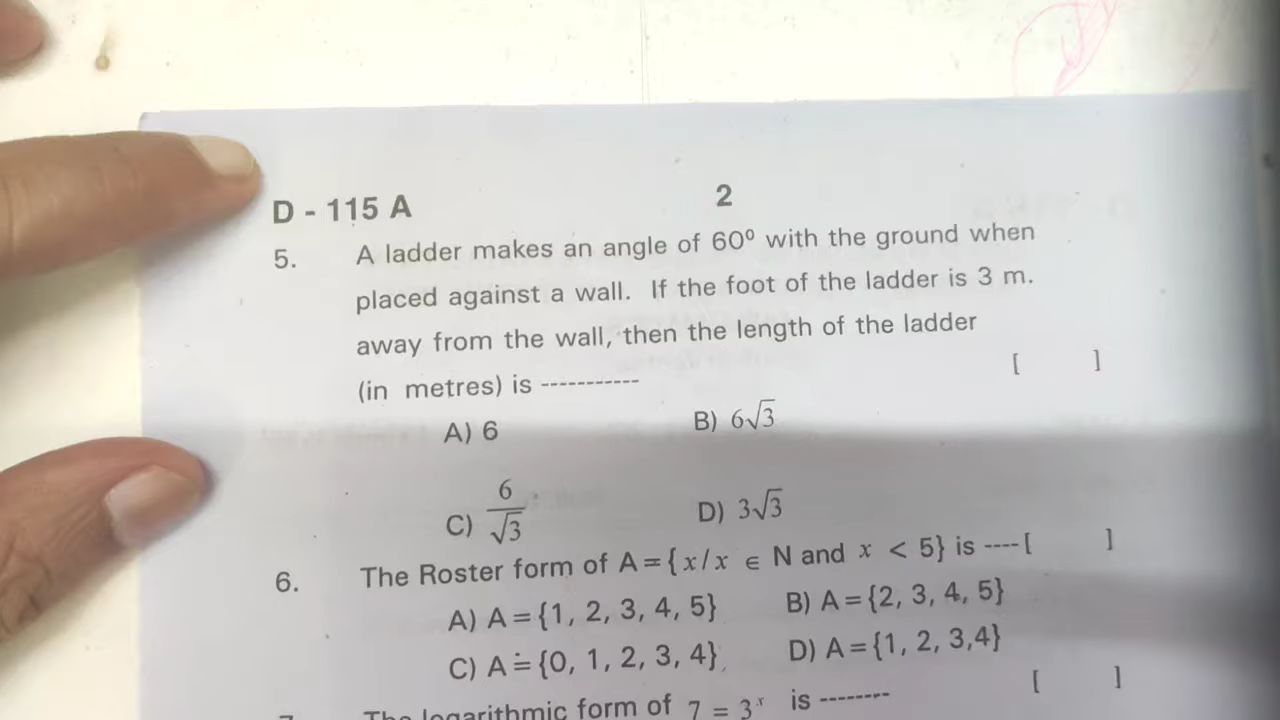 D - 115 A 2
5. A ladder makes an angle of 60⁰ with the ground when
placed against a wall. If the foot of the ladder is 3 m.
away from the wall, then the length of the ladder
(in metres) is ----------- [ ]
A) 6 B) 6√3
C) 6/√3 D) 3√3
6. The Roster form of A={x/x ∈ N and x < 5} is ----[ ]
A) A={1, 2, 3, 4, 5} B) A={2, 3, 4, 5}
C) A={0, 1, 2, 3, 4} D) A={1, 2, 3,4}
The logarithmic form of 7 = 3ˣ is -------- [ ]